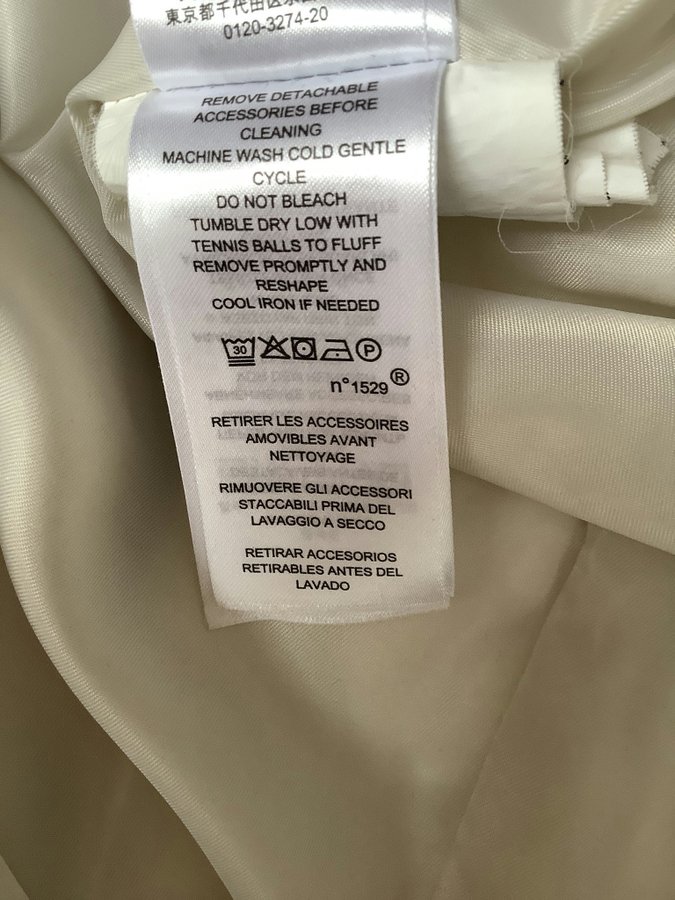 東京都千代田区
0120-3274-20
REMOVE DETACHABLE
ACCESSORIES BEFORE
CLEANING
MACHINE WASH COLD GENTLE
CYCLE
DO NOT BLEACH
TUMBLE DRY LOW WITH
TENNIS BALLS TO FLUFF
REMOVE PROMPTLY AND
RESHAPE
COOL IRON IF NEEDED
30 P
n°1529®
RETIRER LES ACCESSOIRES
AMOVIBLES AVANT
NETTOYAGE
RIMUOVERE GLI ACCESSORI
STACCABILI PRIMA DEL
LAVAGGIO A SECCO
RETIRAR ACCESORIOS
RETIRABLES ANTES DEL
LAVADO